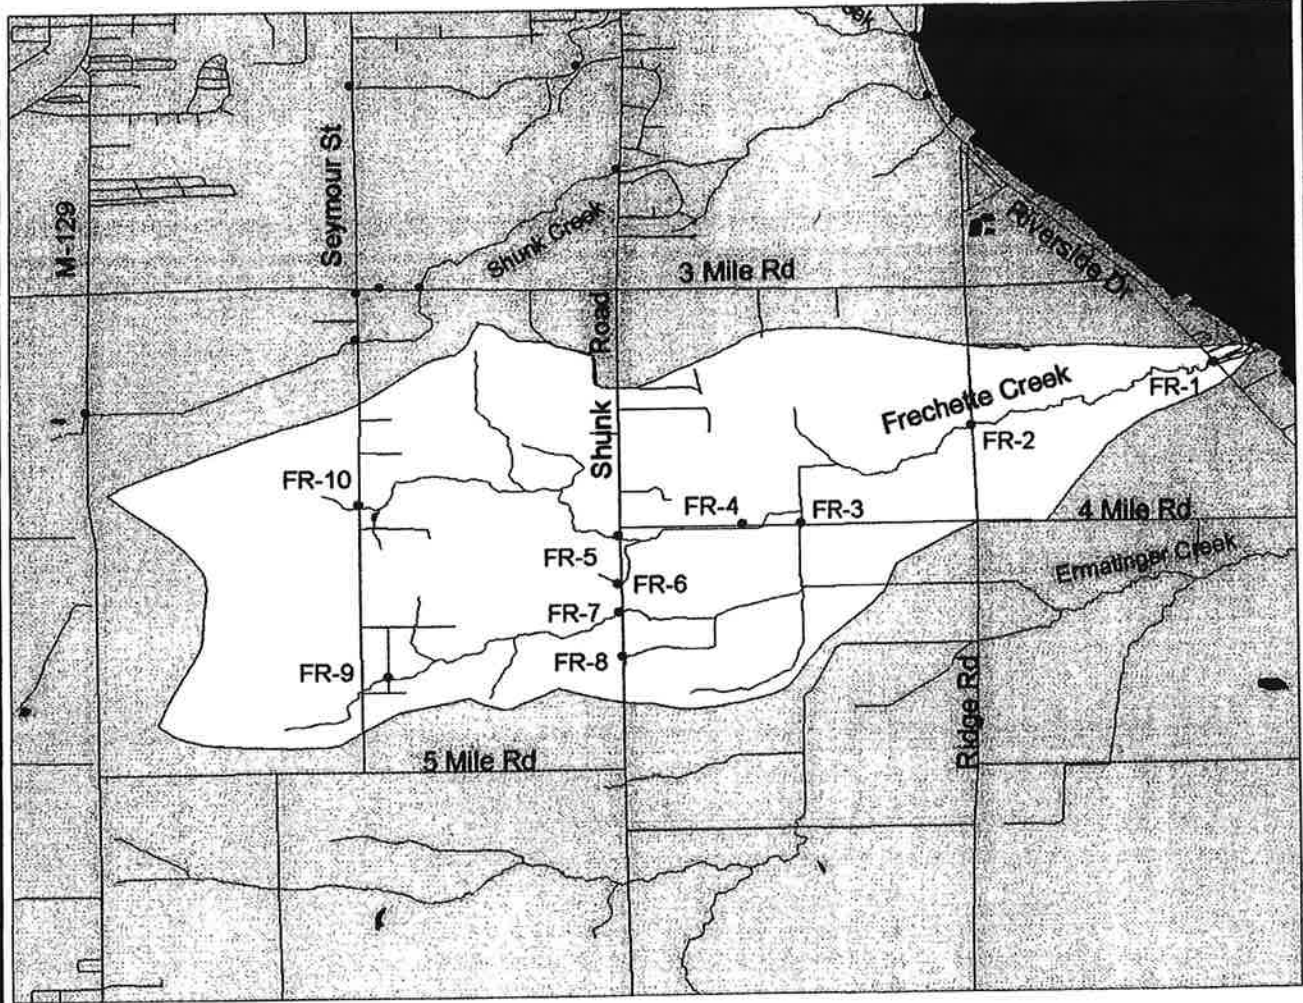 Seymour St
M-129
Shunk Creek
3 Mile Rd
Riverside Dr
Shunk Road
Frechette Creek
FR-1
FR-2
FR-10
FR-4
FR-3
4 Mile Rd
FR-5
Ermatinger Creek
FR-6
FR-7
FR-8
FR-9
Ridge Rd
5 Mile Rd